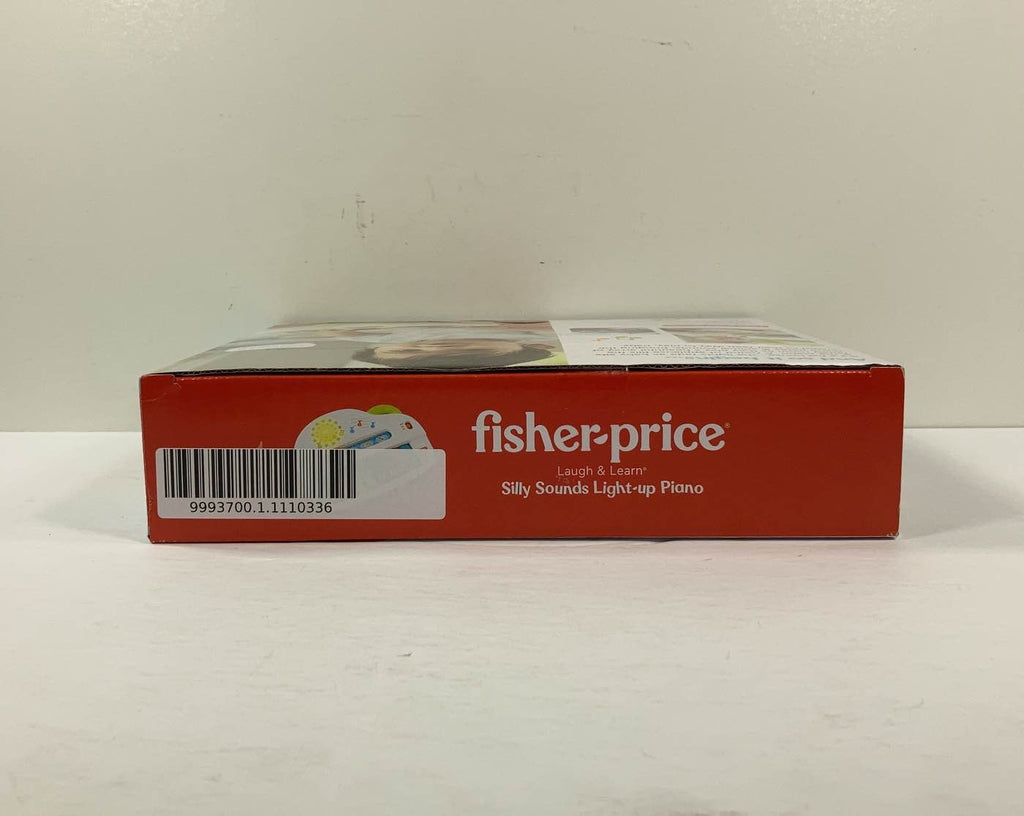 fisher-price®
Laugh & Learn®
Silly Sounds Light-up Piano
9993700.1.1110336